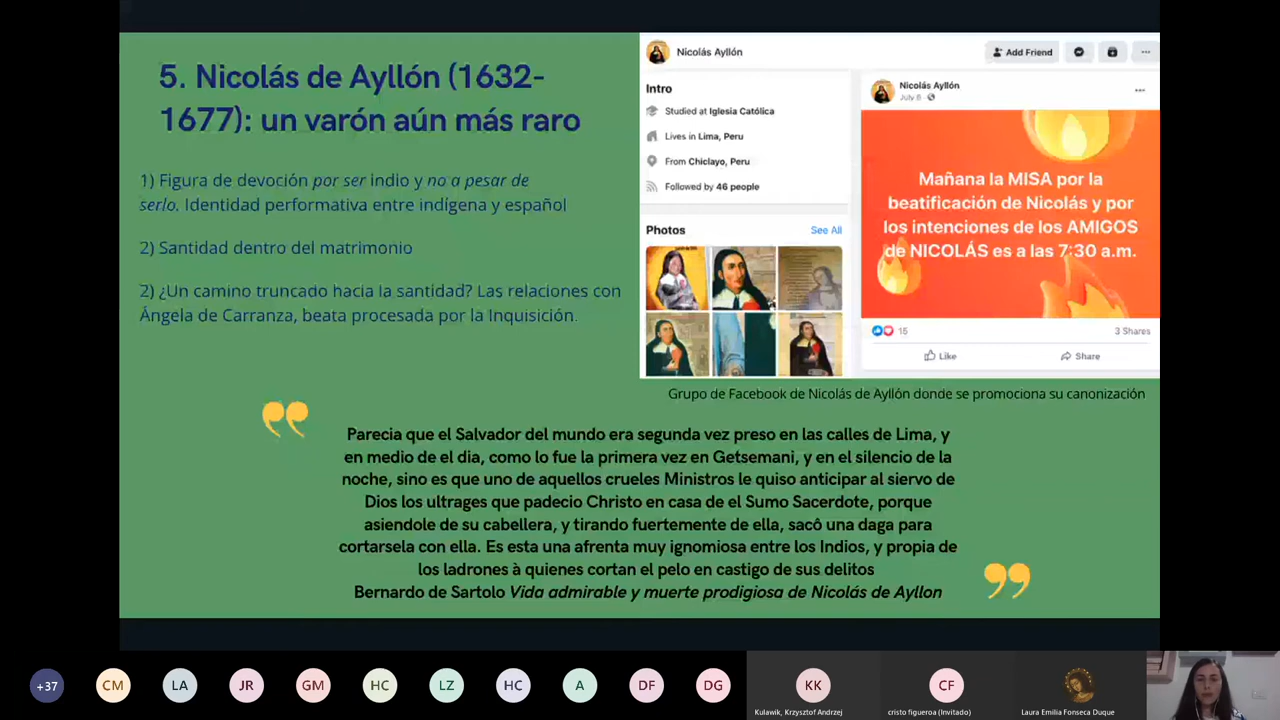 5. Nicolás de Ayllón (1632-
1677): un varón aún más raro
1) Figura de devoción por ser indio y no a pesar de
serlo. Identidad performativa entre indígena y español
2) Santidad dentro del matrimonio
2) ¿Un camino truncado hacia la santidad? Las relaciones con
Ángela de Carranza, beata procesada por la Inquisición.
Nicolás Ayllón
Add Friend
Intro
Studied at Iglesia Católica
Lives in Lima, Peru
From Chiclayo, Peru
Followed by 46 people
Photos
See All
Nicolás Ayllón
July 8
Mañana la MISA por la
beatificación de Nicolás y por
los intenciones de los AMIGOS
de NICOLÁS es a las 7:30 a.m.
15
3 Shares
Like
Share
Grupo de Facebook de Nicolás de Ayllón donde se promociona su canonización
Parecia que el Salvador del mundo era segunda vez preso en las calles de Lima, y
en medio de el dia, como lo fue la primera vez en Getsemani, y en el silencio de la
noche, sino es que uno de aquellos crueles Ministros le quiso anticipar al siervo de
Dios los ultrages que padecio Christo en casa de el Sumo Sacerdote, porque
asiendole de su cabellera, y tirando fuertemente de ella, sacô una daga para
cortarsela con ella. Es esta una afrenta muy ignomiosa entre los Indios, y propia de
los ladrones à quienes cortan el pelo en castigo de sus delitos
Bernardo de Sartolo Vida admirable y muerte prodigiosa de Nicolás de Ayllon
+37
CM
LA
JR
GM
HC
LZ
HC
A
DF
DG
KK
CF
Kulawik, Krzysztof Andrzej
cristo figueroa (Invitado)
Laura Emilia Fonseca Duque